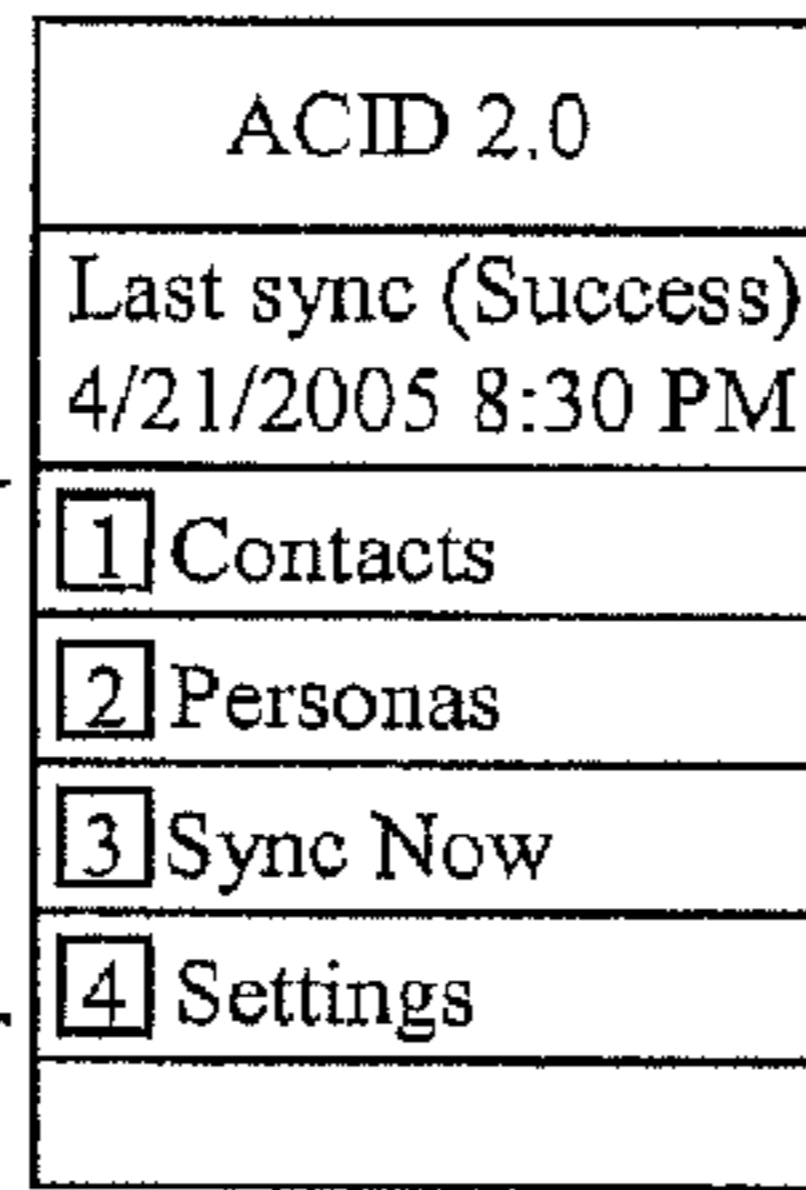 ACID 2.0
Last sync (Success)
4/21/2005 8:30 PM
1 Contacts
2 Personas
3 Sync Now
4 Settings